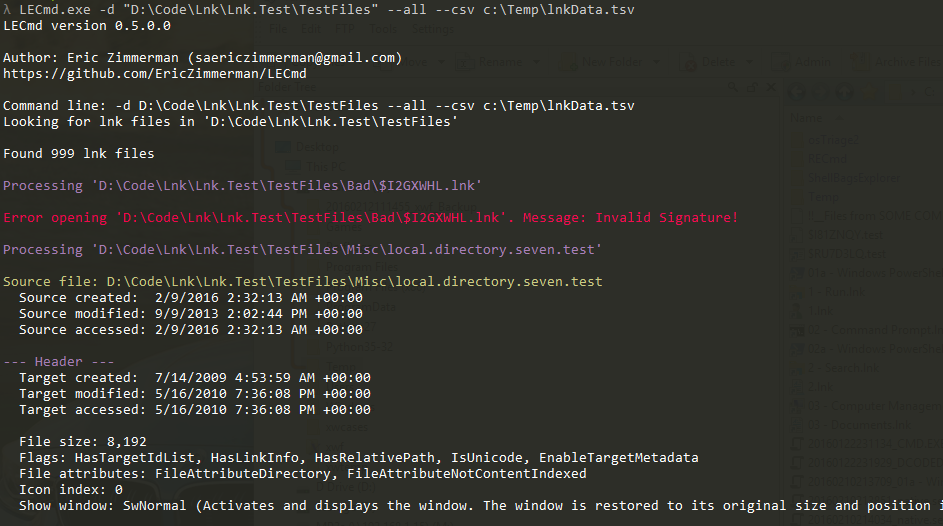 λ LECmd.exe -d "D:\Code\Lnk\Lnk.Test\TestFiles" --all --csv c:\Temp\lnkData.tsv
LECmd version 0.5.0.0
Author: Eric Zimmerman (saericzimmerman@gmail.com)
https://github.com/EricZimmerman/LECmd
Command line: -d D:\Code\Lnk\Lnk.Test\TestFiles --all --csv c:\Temp\lnkData.tsv
Looking for lnk files in 'D:\Code\Lnk\Lnk.Test\TestFiles'
Found 999 lnk files
Processing 'D:\Code\Lnk\Lnk.Test\TestFiles\Bad\$I2GXWHL.lnk'
Error opening 'D:\Code\Lnk\Lnk.Test\TestFiles\Bad\$I2GXWHL.lnk'. Message: Invalid Signature!
Processing 'D:\Code\Lnk\Lnk.Test\TestFiles\Misc\local.directory.seven.test'
Source file: D:\Code\Lnk\Lnk.Test\TestFiles\Misc\local.directory.seven.test
Source created:  2/9/2016 2:32:13 AM +00:00
Source modified: 9/9/2013 2:02:44 PM +00:00
Source accessed: 2/9/2016 2:32:13 AM +00:00
--- Header ---
Target created:  7/14/2009 4:53:59 AM +00:00
Target modified: 5/16/2010 7:36:08 PM +00:00
Target accessed: 5/16/2010 7:36:08 PM +00:00
File size: 8,192
Flags: HasTargetIdList, HasLinkInfo, HasRelativePath, IsUnicode, EnableTargetMetadata
File attributes: FileAttributeDirectory, FileAttributeNotContentIndexed
Icon index: 0
Show window: SwNormal (Activates and displays the window. The window is restored to its original size and position i